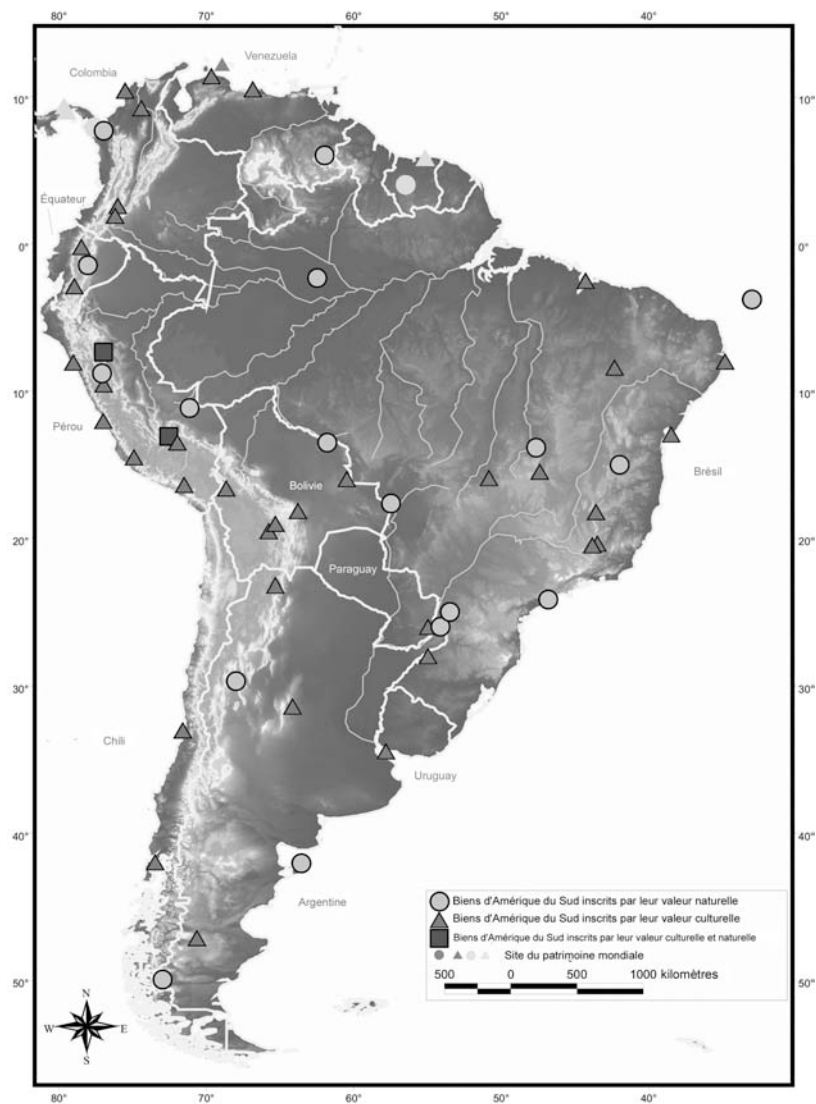 80° 70° 60° 50° 40°
Venezuela
Colombia
10° 10°
Équateur
0° 0°
10° 10°
Pérou
Brésil
Bolivie
20° 20°
Paraguay
30° 30°
Chili
Uruguay
40° 40°
Argentine
Biens d'Amérique du Sud inscrits par leur valeur naturelle
Biens d'Amérique du Sud inscrits par leur valeur culturelle
Biens d'Amérique du Sud inscrits par leur valeur culturelle et naturelle
Site du patrimoine mondiale
500 0 500 1000 kilomètres
50° 50°
N
W E
S
80° 70° 60° 50° 40°